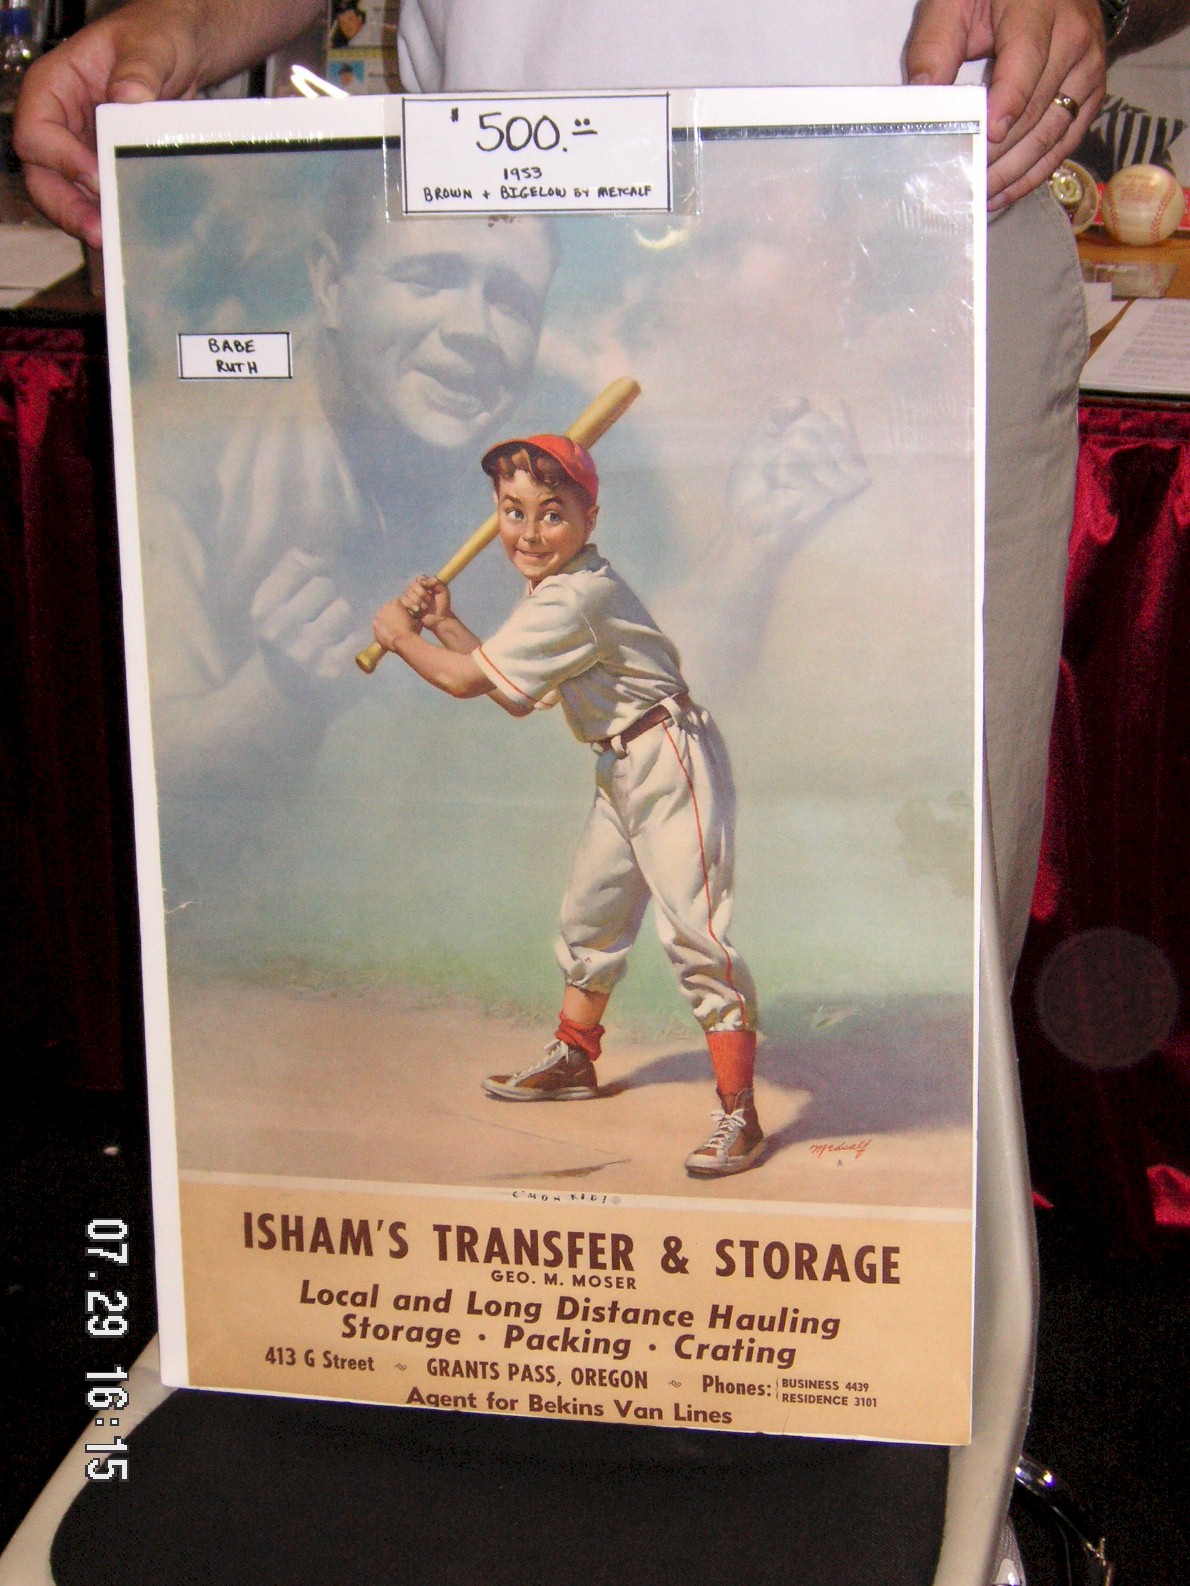 $500.00
1953
BROWN + BIGELOW BY METCALF
BABE
RUTH
Medcalf
C'MON KID!
ISHAM'S TRANSFER & STORAGE
GEO. M. MOSER
Local and Long Distance Hauling
Storage · Packing · Crating
413 G Street ~ GRANTS PASS, OREGON ~ Phones: { BUSINESS 4439
RESIDENCE 3101
Agent for Bekins Van Lines
07.29 16:15